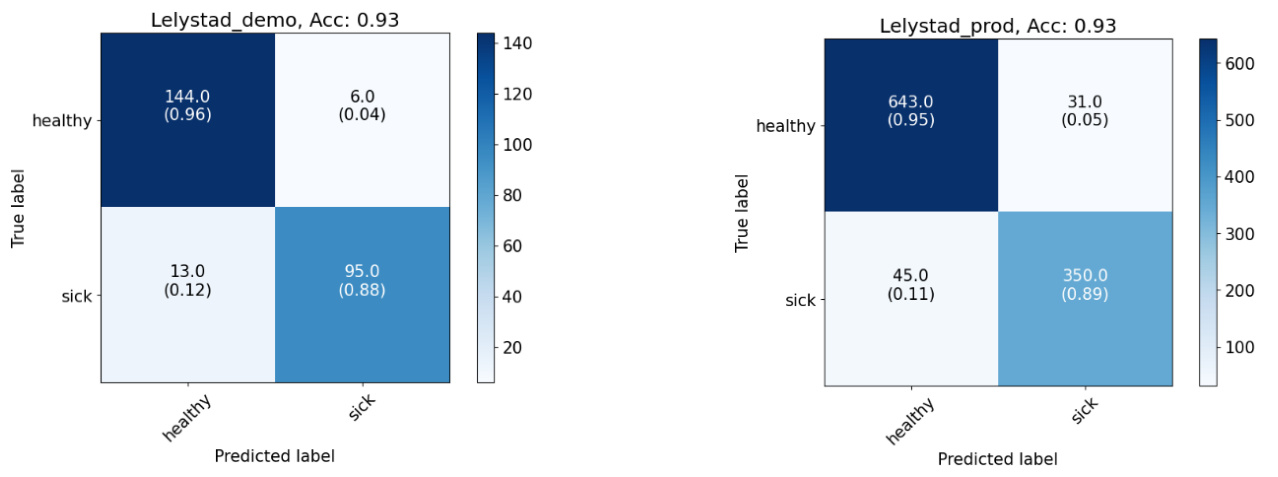 Lelystad_demo, Acc: 0.93
True label
healthy
sick
144.0
(0.96)
6.0
(0.04)
13.0
(0.12)
95.0
(0.88)
healthy
sick
Predicted label
140
120
100
80
60
40
20
Lelystad_prod, Acc: 0.93
True label
healthy
sick
643.0
(0.95)
31.0
(0.05)
45.0
(0.11)
350.0
(0.89)
healthy
sick
Predicted label
600
500
400
300
200
100